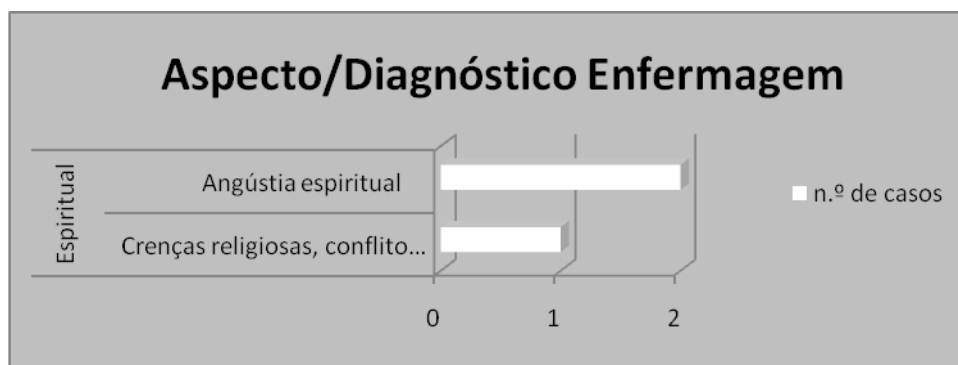 Aspecto/Diagnóstico Enfermagem
Espiritual
Angústia espiritual
Crenças religiosas, conflito...
0 1 2
n.º de casos